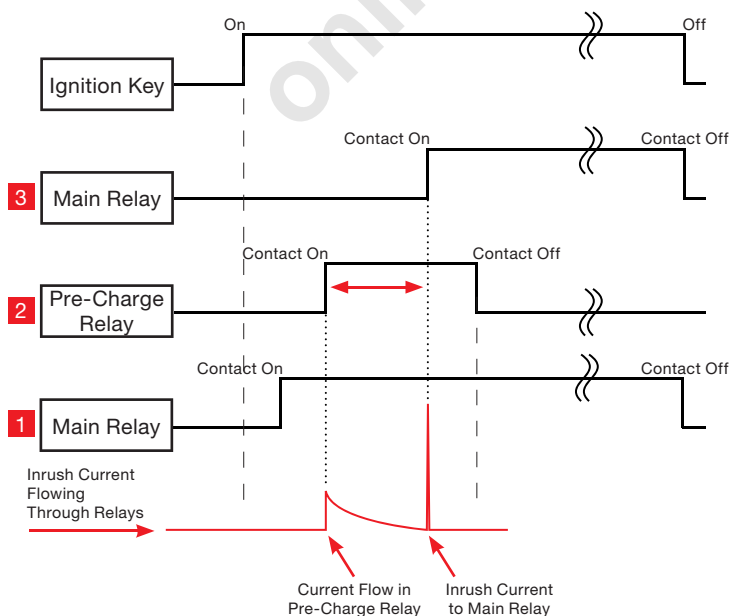 On
Off
Ignition Key
Contact On
Contact Off
3
Main Relay
Contact On
Contact Off
2
Pre-Charge
Relay
Contact On
Contact Off
1
Main Relay
Inrush Current
Flowing
Through Relays
Current Flow in
Pre-Charge Relay
Inrush Current
to Main Relay